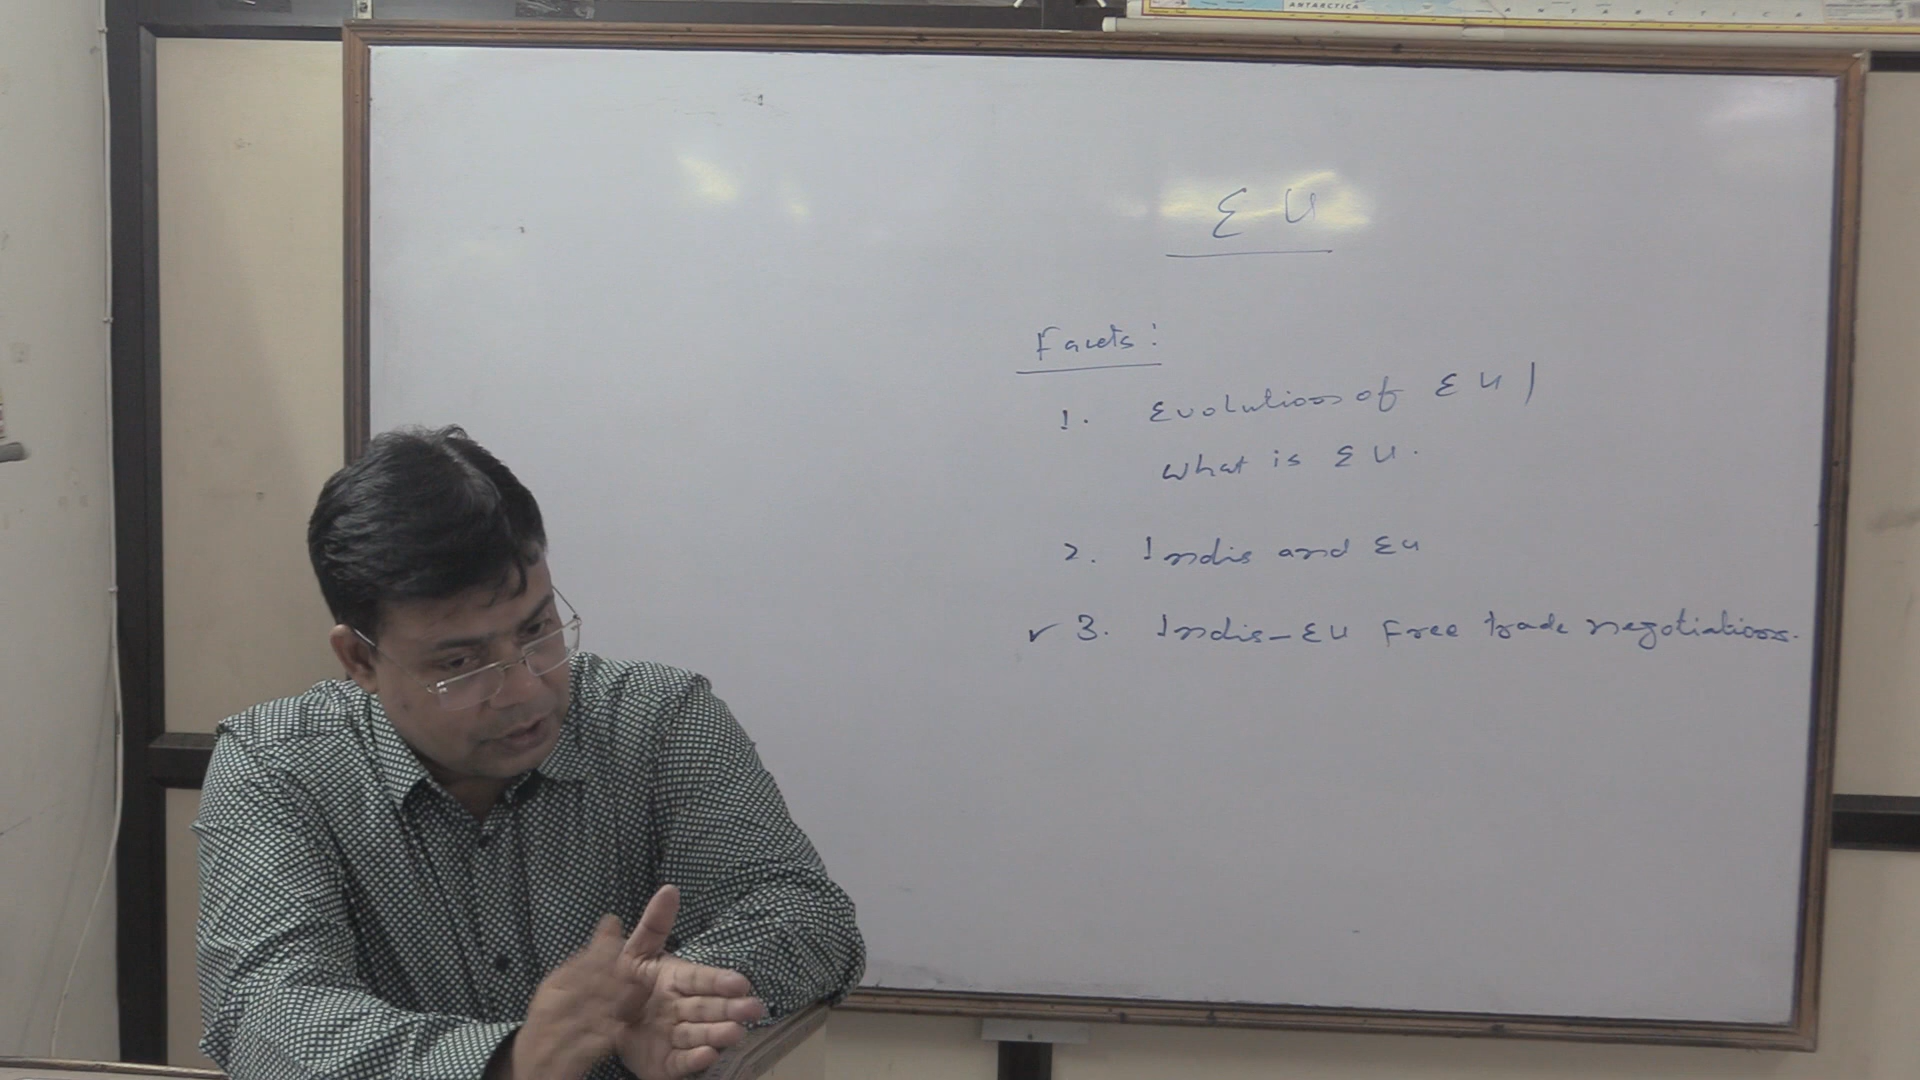 ANTARCTICA
A N T A R C T I C A
EU
Facets:
1. Evolution of EU /
What is EU.
2. India and EU
✓ 3. India-EU Free trade negotiations.